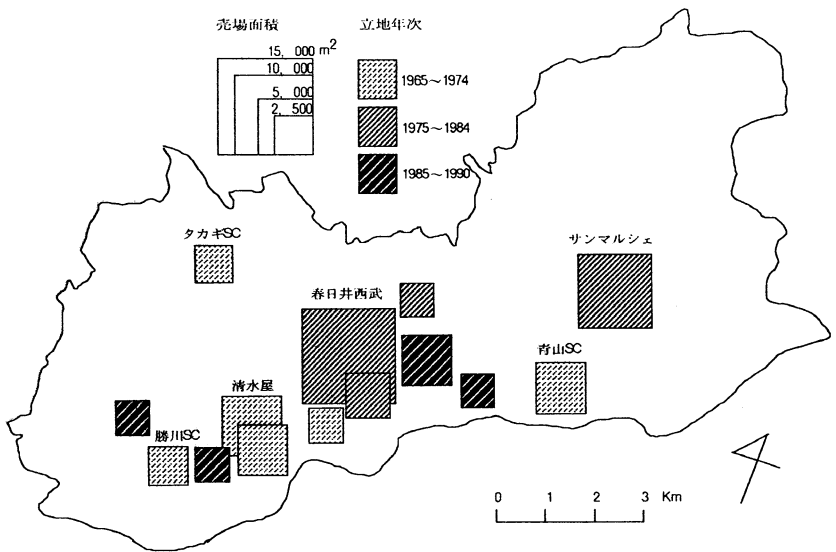 売場面積
15, 000 m²
10, 000
5, 000
2, 500
立地年次
1965〜1974
1975〜1984
1985〜1990
タカギSC
サンマルシェ
春日井西武
青山SC
清水屋
勝川SC
0 1 2 3 Km